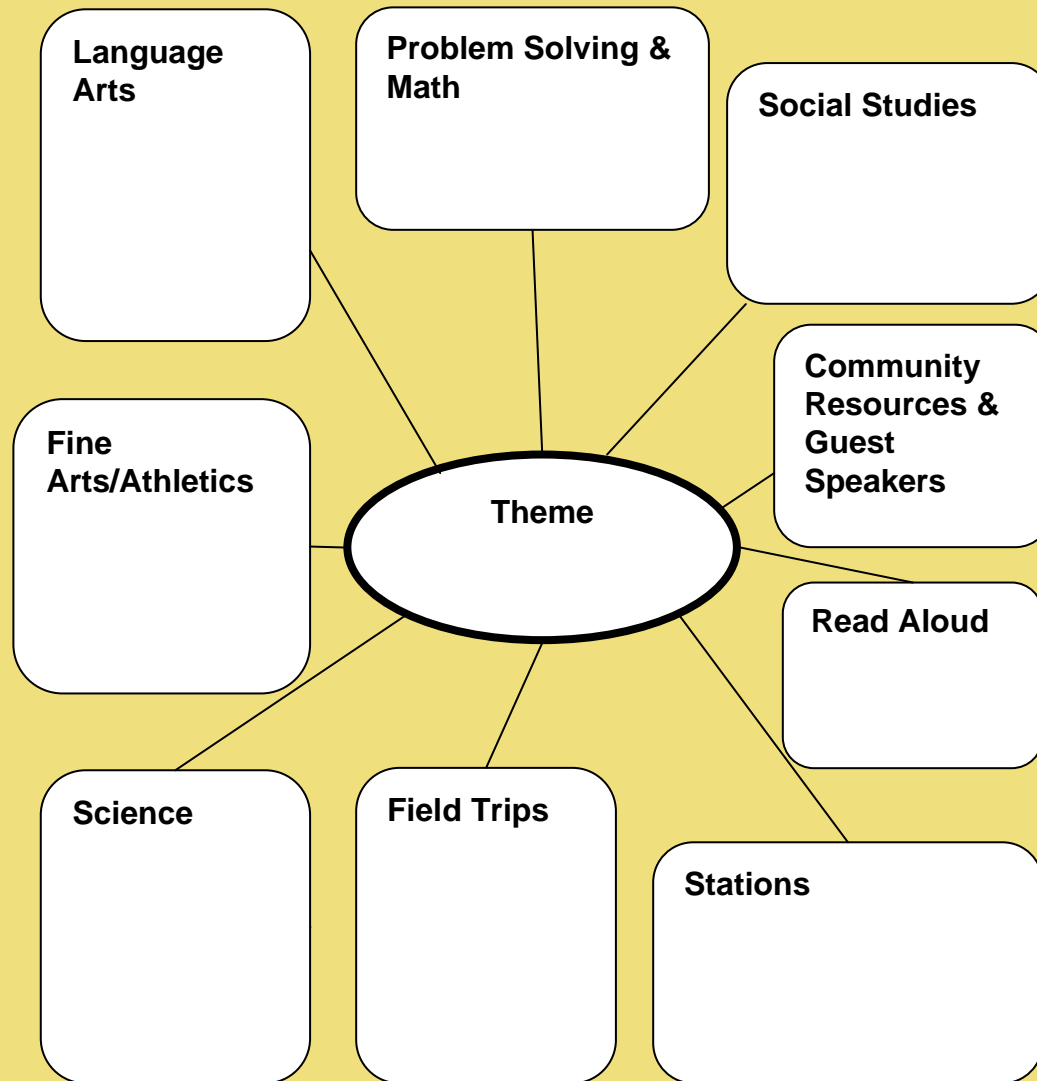 Language
Arts
Problem Solving &
Math
Social Studies
Community
Resources &
Guest
Speakers
Fine
Arts/Athletics
Theme
Read Aloud
Science
Field Trips
Stations